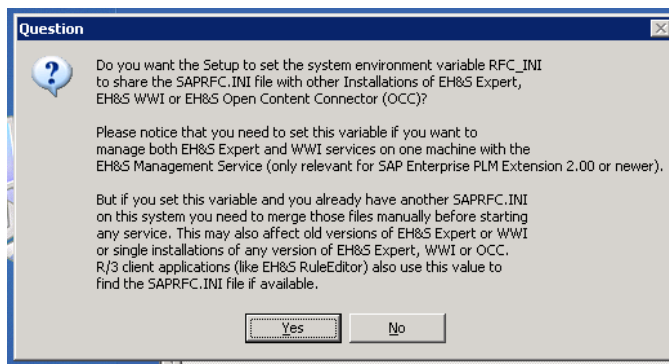 Question
Do you want the Setup to set the system environment variable RFC_INI
to share the SAPRFC.INI file with other Installations of EH&S Expert,
EH&S WWI or EH&S Open Content Connector (OCC)?
Please notice that you need to set this variable if you want to
manage both EH&S Expert and WWI services on one machine with the
EH&S Management Service (only relevant for SAP Enterprise PLM Extension 2.00 or newer).
But if you set this variable and you already have another SAPRFC.INI
on this system you need to merge those files manually before starting
any service. This may also affect old versions of EH&S Expert or WWI
or single installations of any version of EH&S Expert, WWI or OCC.
R/3 client applications (like EH&S RuleEditor) also use this value to
find the SAPRFC.INI file if available.
Yes
No